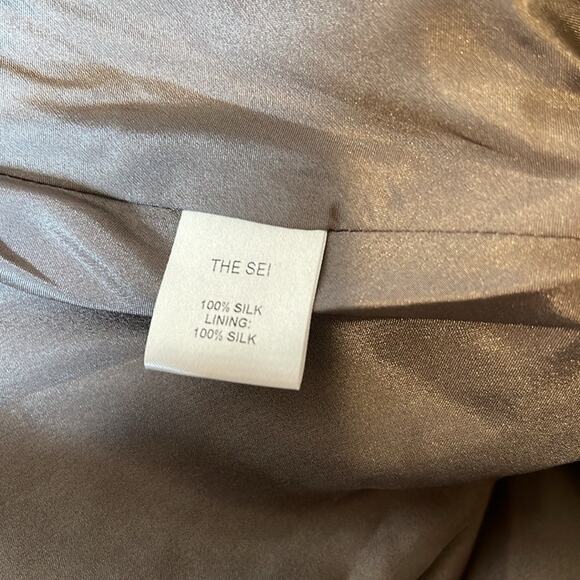 THE SEI
100% SILK
LINING:
100% SILK